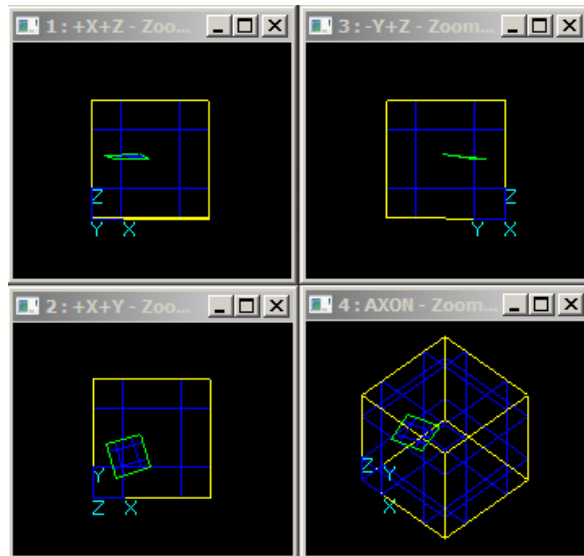 1 : +X+Z - Zoo...
Z
Y X
3 : -Y+Z - Zoom...
Z
Y X
2 : +X+Y - Zoo...
Y
Z X
4 : AXON - Zoom...
Z Y
X